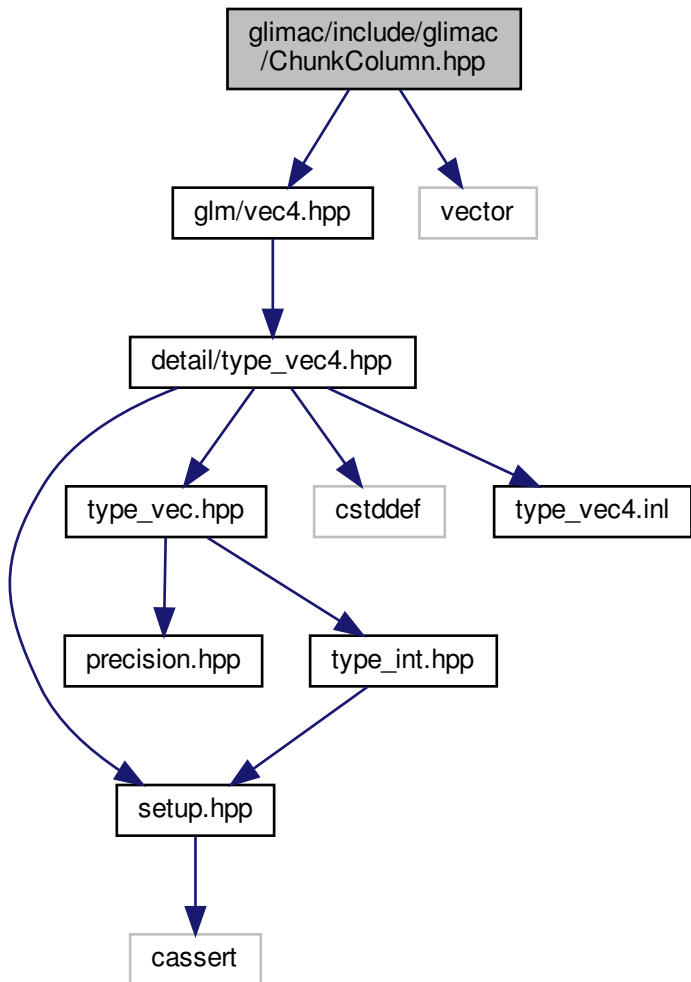 glimac/include/glimac
/ChunkColumn.hpp
glm/vec4.hpp
vector
detail/type_vec4.hpp
type_vec.hpp
cstddef
type_vec4.inl
precision.hpp
type_int.hpp
setup.hpp
cassert